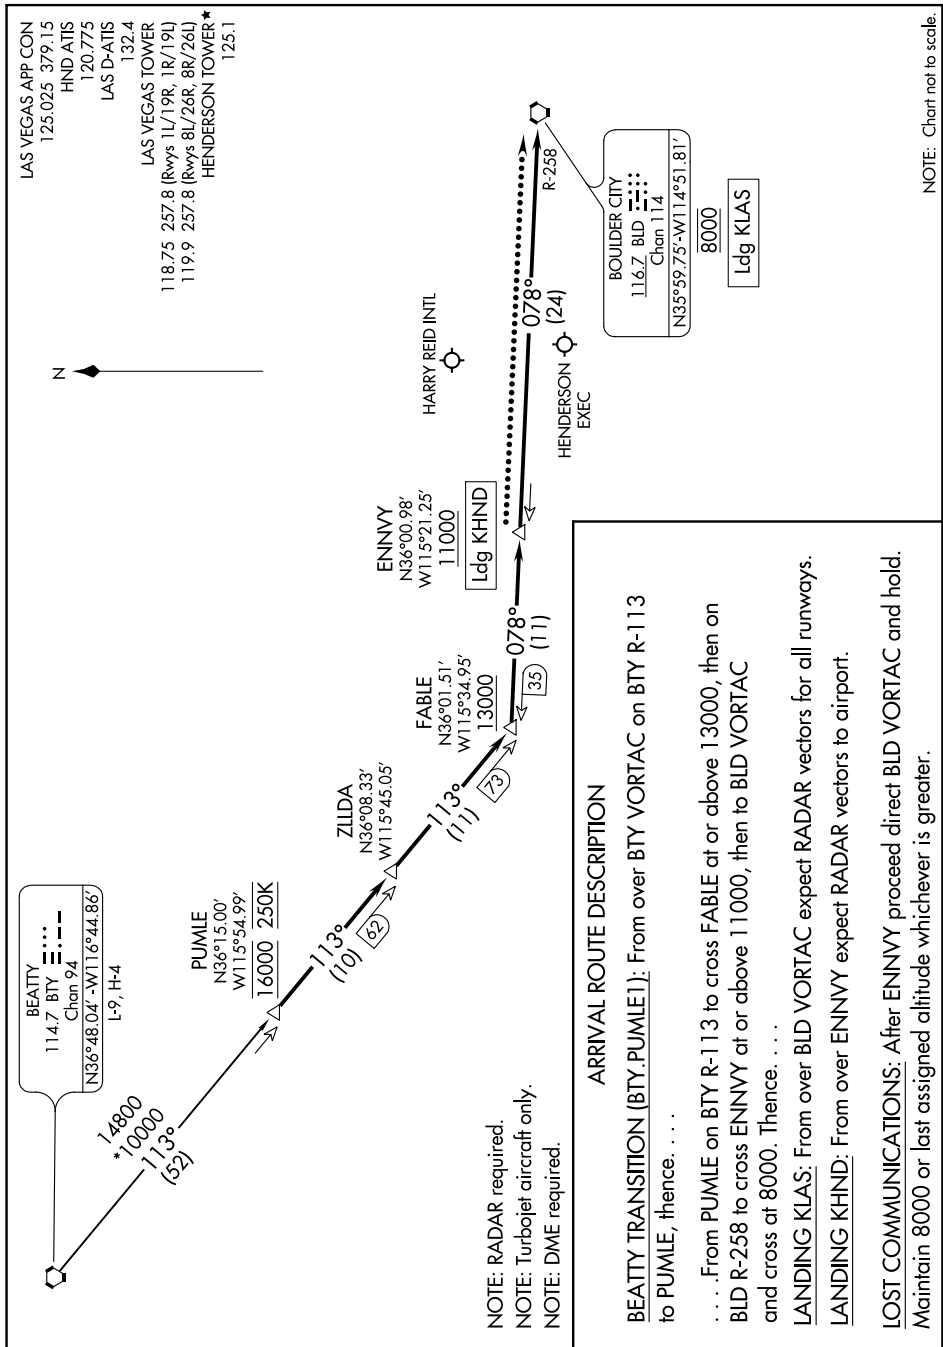 LAS VEGAS APP CON
125.025 379.15
HND ATIS
120.775
LAS D-ATIS
132.4
LAS VEGAS TOWER
118.75 257.8 (Rwys 1L/19R, 1R/19L)
119.9 257.8 (Rwys 8L/26R, 8R/26L)
HENDERSON TOWER★
125.1
N
BEATTY
114.7 BTY
Chan 94
N36°48.04′ -W116°44.86′
L-9, H-4
14800
*10000
113°
(52)
PUMLE
N36°15.00′
W115°54.99′
16000 250K
113°
(10)
62
ZLLDA
N36°08.33′
W115°45.05′
113°
(11)
73
FABLE
N36°01.51′
W115°34.95′
13000
35
078°
(11)
ENNVY
N36°00.98′
W115°21.25′
11000
Ldg KHND
HARRY REID INTL
HENDERSON
EXEC
078°
(24)
R-258
BOULDER CITY
116.7 BLD
Chan 114
N35°59.75′-W114°51.81′
8000
Ldg KLAS
NOTE: RADAR required.
NOTE: Turbojet aircraft only.
NOTE: DME required.
ARRIVAL ROUTE DESCRIPTION
BEATTY TRANSITION (BTY.PUMLE1): From over BTY VORTAC on BTY R-113
to PUMLE, thence. . . .
. . . .From PUMLE on BTY R-113 to cross FABLE at or above 13000, then on
BLD R-258 to cross ENNVY at or above 11000, then to BLD VORTAC
and cross at 8000. Thence. . . .
LANDING KLAS: From over BLD VORTAC expect RADAR vectors for all runways.
LANDING KHND: From over ENNVY expect RADAR vectors to airport.
LOST COMMUNICATIONS: After ENNVY proceed direct BLD VORTAC and hold.
Maintain 8000 or last assigned altitude whichever is greater.
NOTE: Chart not to scale.